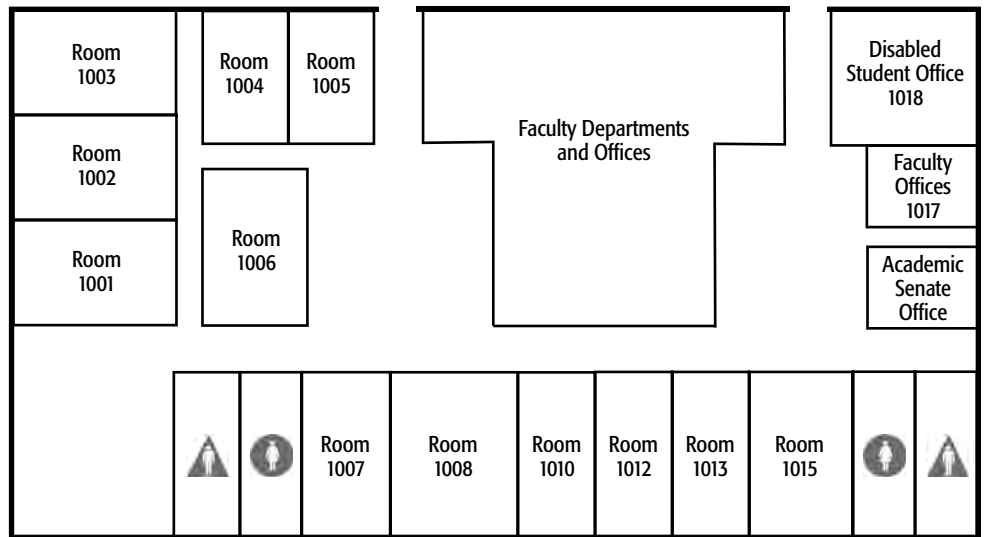 Room
1003
Room
1004
Room
1005
Faculty Departments
and Offices
Disabled
Student Office
1018
Room
1002
Faculty
Offices
1017
Room
1001
Room
1006
Academic
Senate
Office
Room
1007
Room
1008
Room
1010
Room
1012
Room
1013
Room
1015